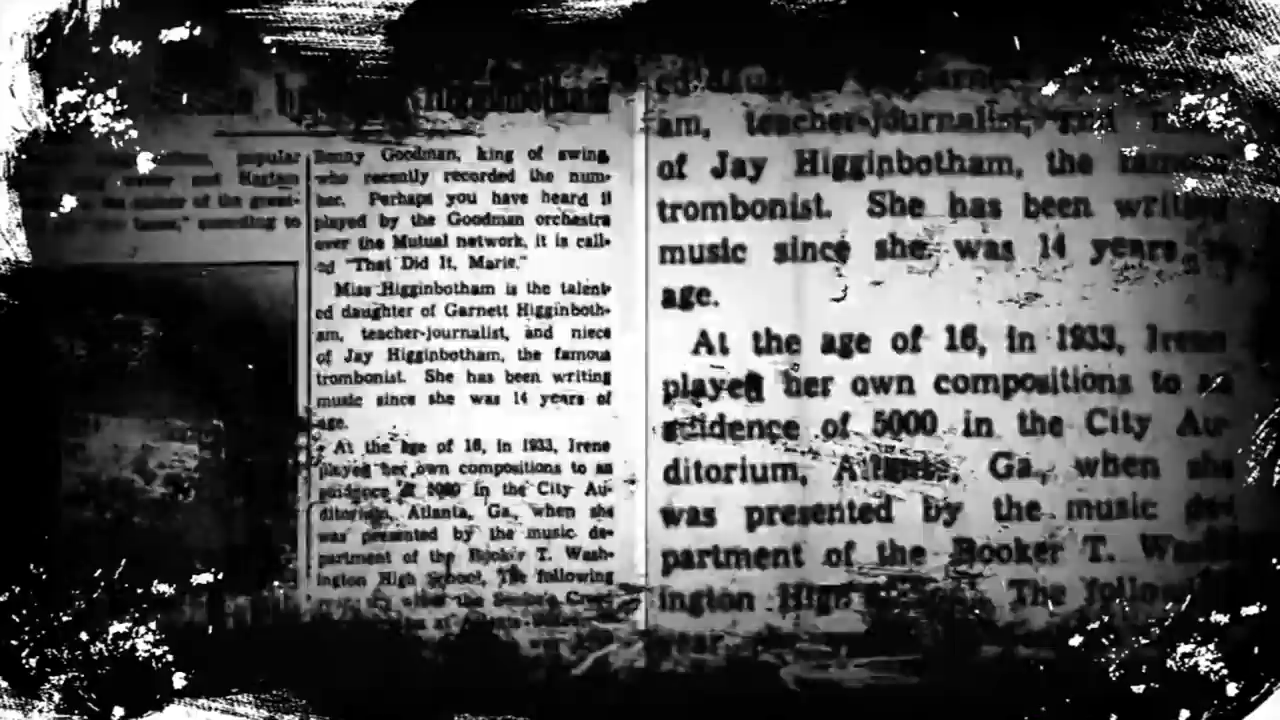 popular
Benny Goodman, king of swing,
who recently recorded the num-
ber. Perhaps you have heard it
played by the Goodman orchestra
over the Mutual network, it is call-
ed "That Did It, Marie."
Miss Higginbotham is the talent-
ed daughter of Garnett Higginboth-
am, teacher-journalist, and niece
of Jay Higginbotham, the famous
trombonist. She has been writing
music since she was 14 years of
age.
At the age of 16, in 1933, Irene
played her own compositions to an
audience of 5000 in the City Au-
ditorium, Atlanta, Ga., when she
was presented by the music de-
partment of the Booker T. Wash-
ington High School. The following
am, teacher-journalist, and
of Jay Higginbotham, the famous
trombonist. She has been writing
music since she was 14 years
age.
At the age of 16, in 1933, Irene
played her own compositions to an
audience of 5000 in the City Au-
ditorium, Atlanta, Ga., when she
was presented by the music de-
partment of the Booker T. Wash-
ington High The following
year